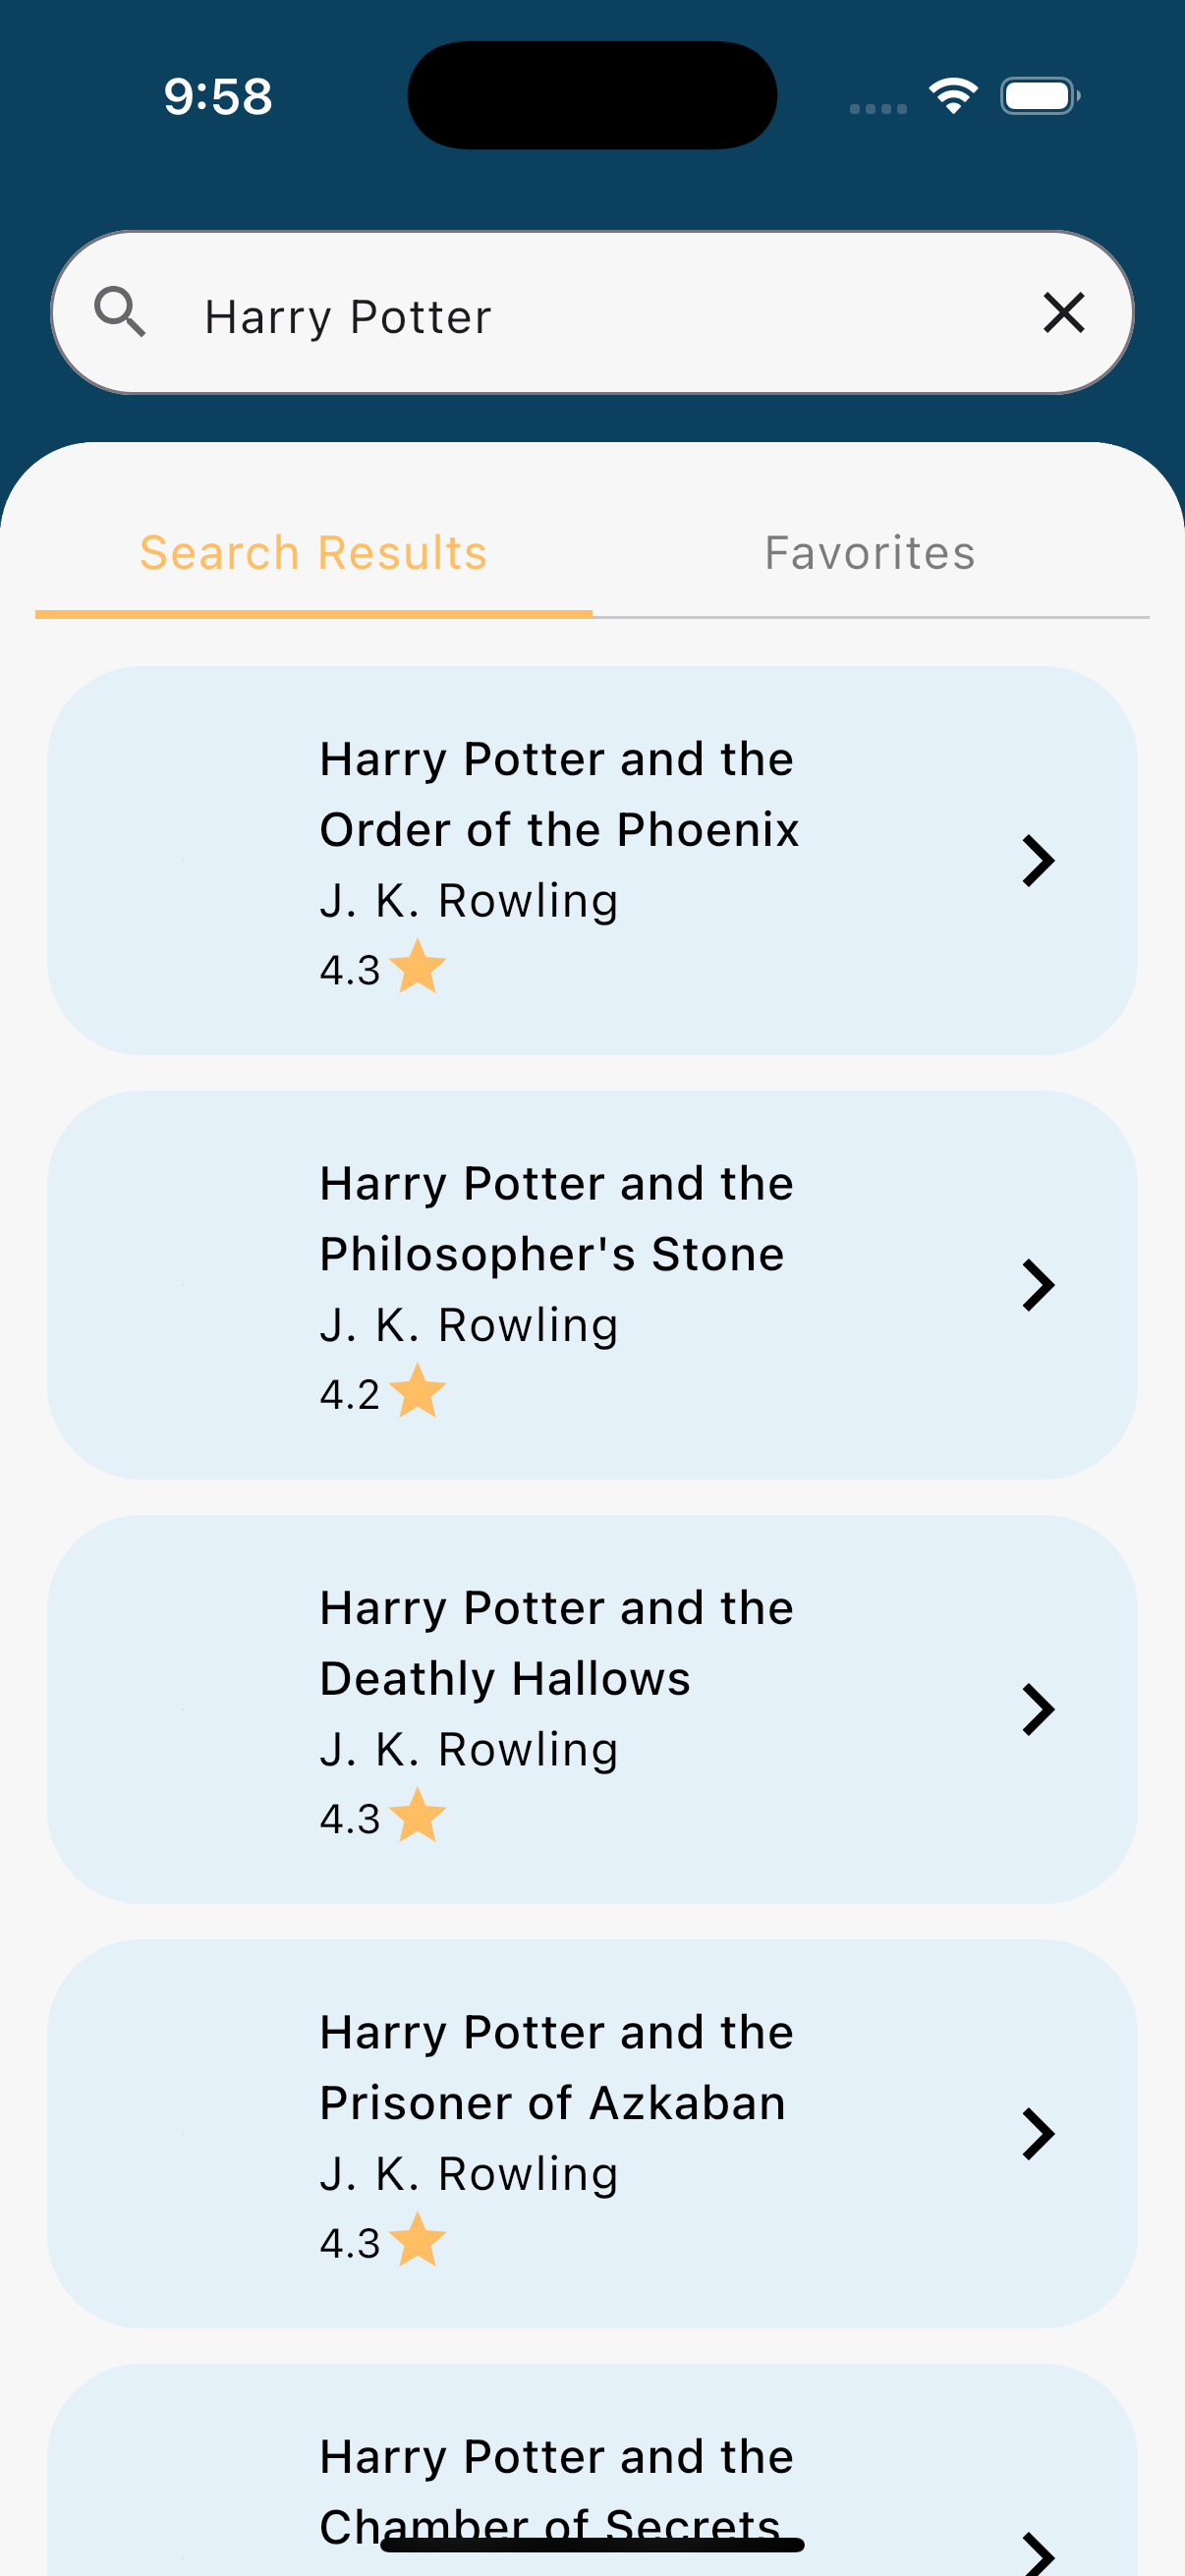 9:58
Harry Potter
Search Results
Favorites
Harry Potter and the
Order of the Phoenix
J. K. Rowling
4.3
Harry Potter and the
Philosopher's Stone
J. K. Rowling
4.2
Harry Potter and the
Deathly Hallows
J. K. Rowling
4.3
Harry Potter and the
Prisoner of Azkaban
J. K. Rowling
4.3
Harry Potter and the
Chamber of Secrets